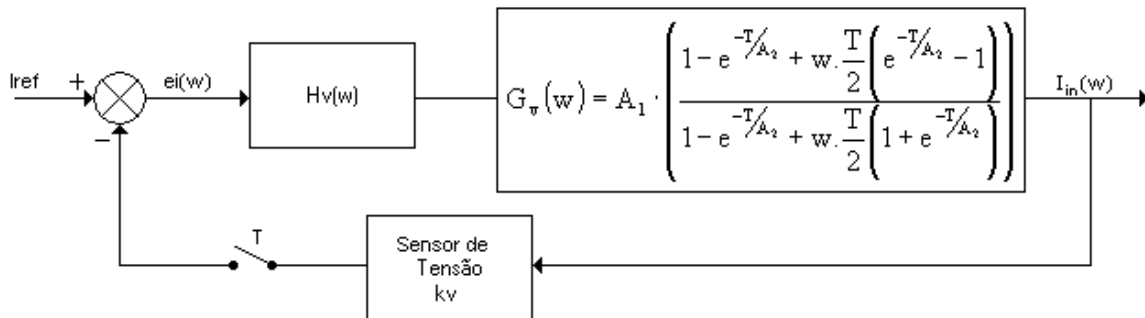 Iref
+
ei(w)
−
Hv(w)
G_v(w) = A_1 · ( (1 − e^{−T/A_2} + w.T/2 ( e^{−T/A_2} − 1 )) / (1 − e^{−T/A_2} + w.T/2 ( 1 + e^{−T/A_2} )) )
I_in(w)
T
Sensor de
Tensão
kv